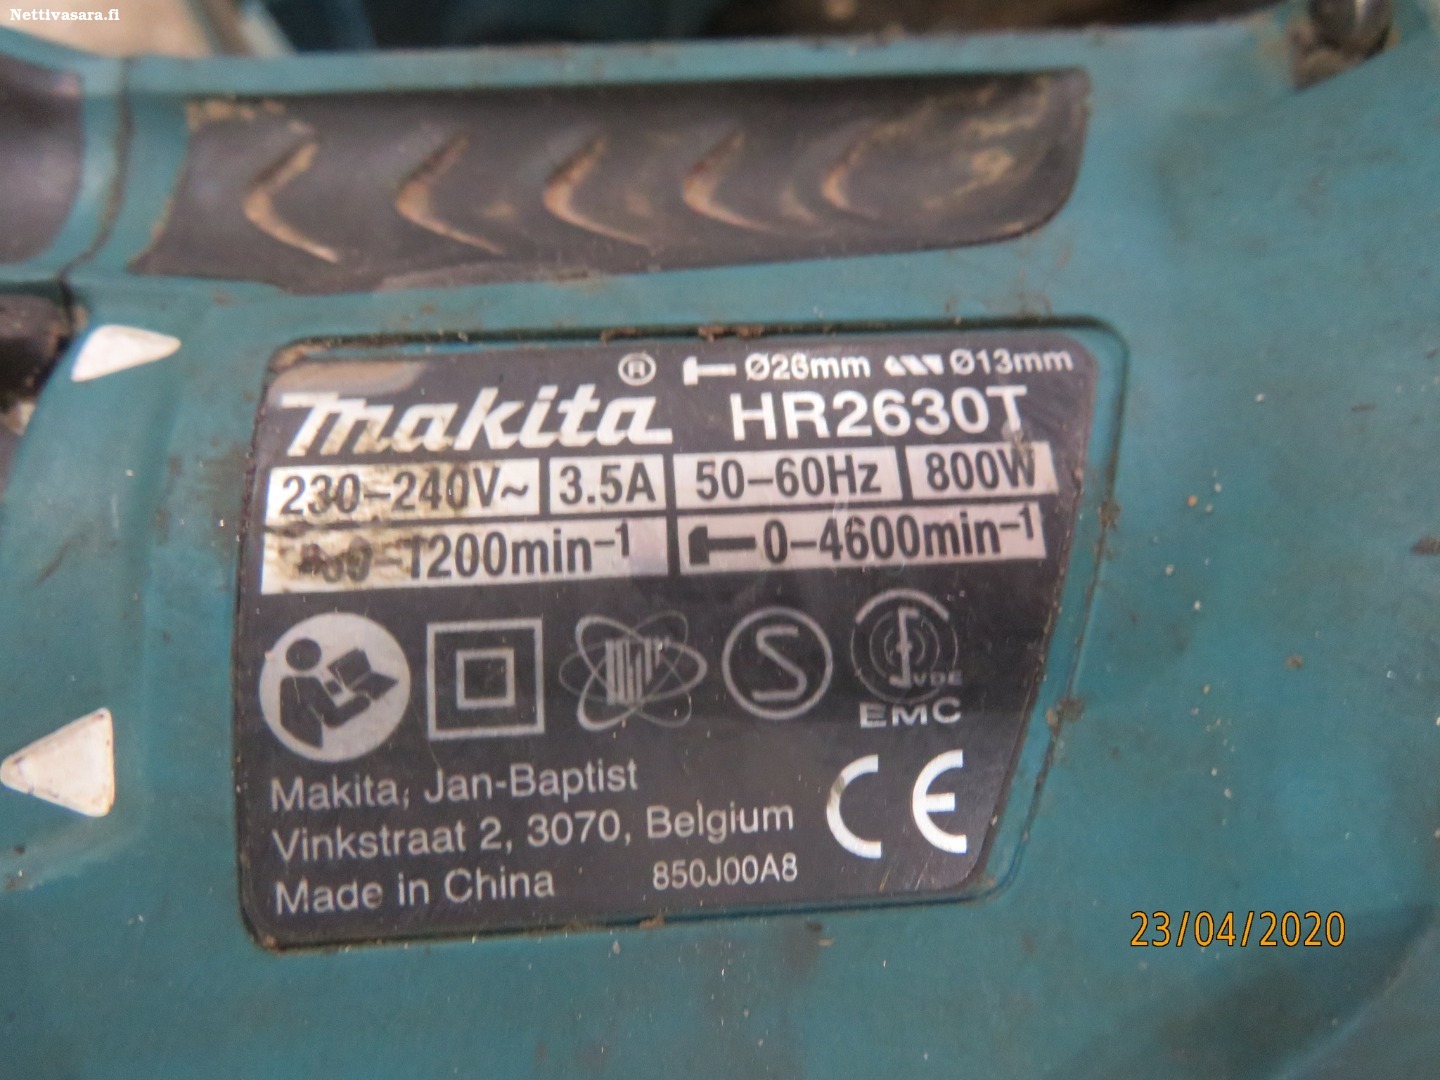 Nettivasara.fi
Ø26mm Ø13mm
makita ® HR2630T
230-240V~ 3.5A 50-60Hz 800W
0-1200min-1 0-4600min-1
S
VDE
EMC
Makita, Jan-Baptist
Vinkstraat 2, 3070, Belgium
Made in China 850J00A8
CE
23/04/2020